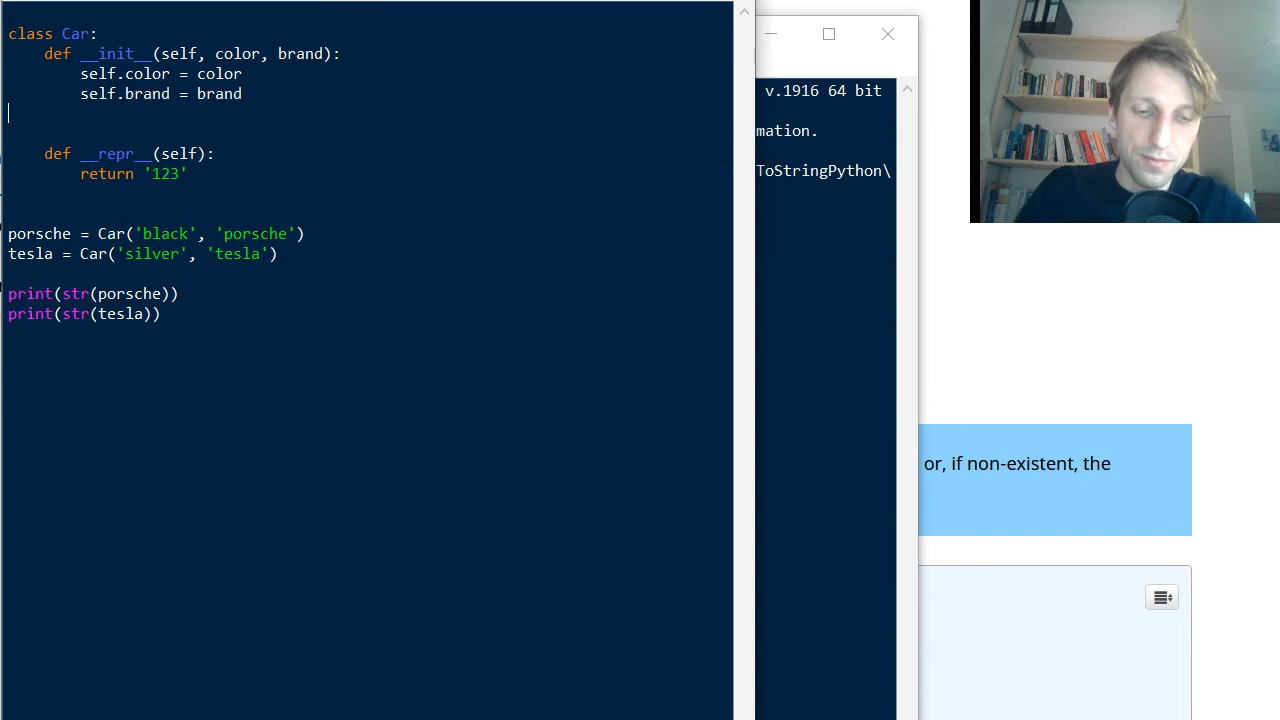 class Car:
    def __init__(self, color, brand):
        self.color = color
        self.brand = brand
    def __repr__(self):
        return '123'
porsche = Car('black', 'porsche')
tesla = Car('silver', 'tesla')
print(str(porsche))
print(str(tesla))
v.1916 64 bit
mation.
ToStringPython\
or, if non-existent, the